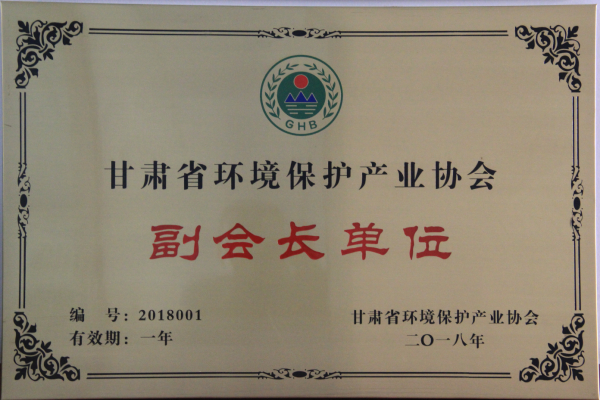 GHB
甘肃省环境保护产业协会
副会长单位
编 号：2018001
有效期：一年
甘肃省环境保护产业协会
二〇一八年